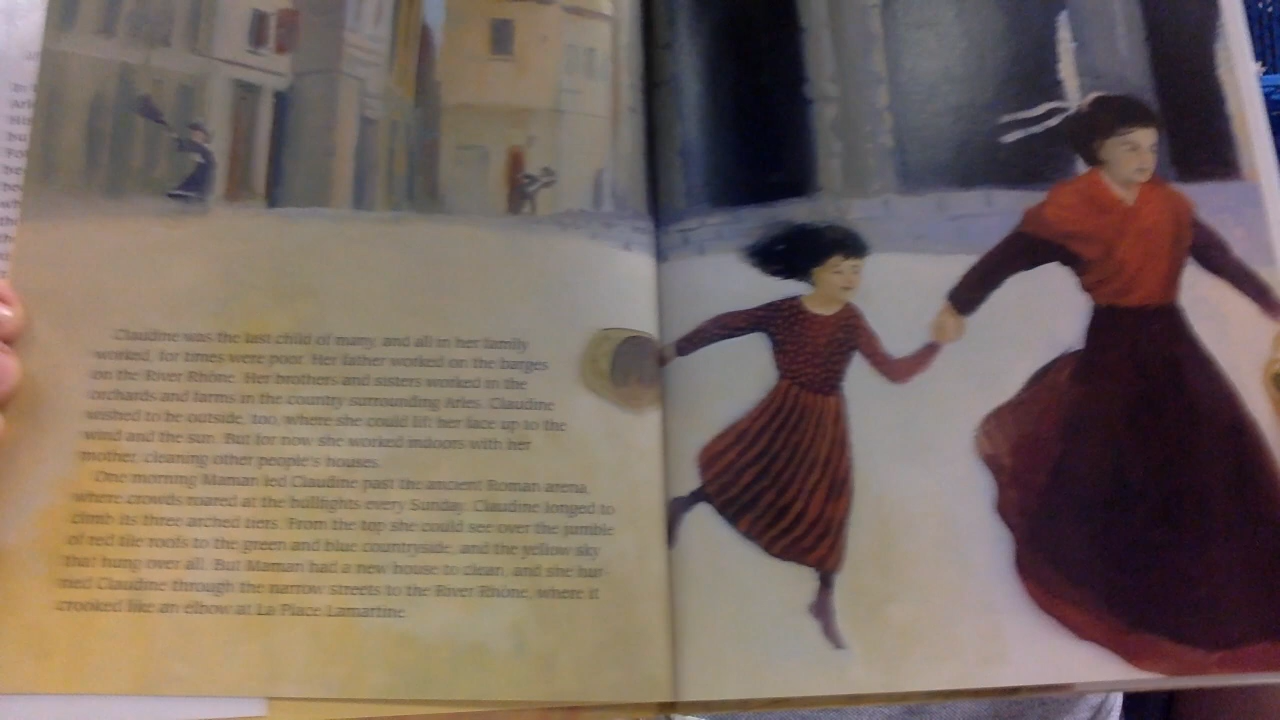 Claudine was the last child of many, and all in her family
worked, for times were poor. Her father worked on the barges
on the River Rhône. Her brothers and sisters worked in the
orchards and farms in the country surrounding Arles. Claudine
wished to be outside, too, where she could lift her face up to the
wind and the sun. But for now she worked indoors with her
mother, cleaning other people's houses.
One morning Maman led Claudine past the ancient Roman arena,
where crowds roared at the bullfights every Sunday. Claudine longed to
climb its three arched tiers. From the top she could see over the jumble
of red tile roofs to the green and blue countryside, and the yellow sky
that hung over all. But Maman had a new house to clean, and she hur-
ried Claudine through the narrow streets to the River Rhône, where it
crooked like an elbow at La Place Lamartine.